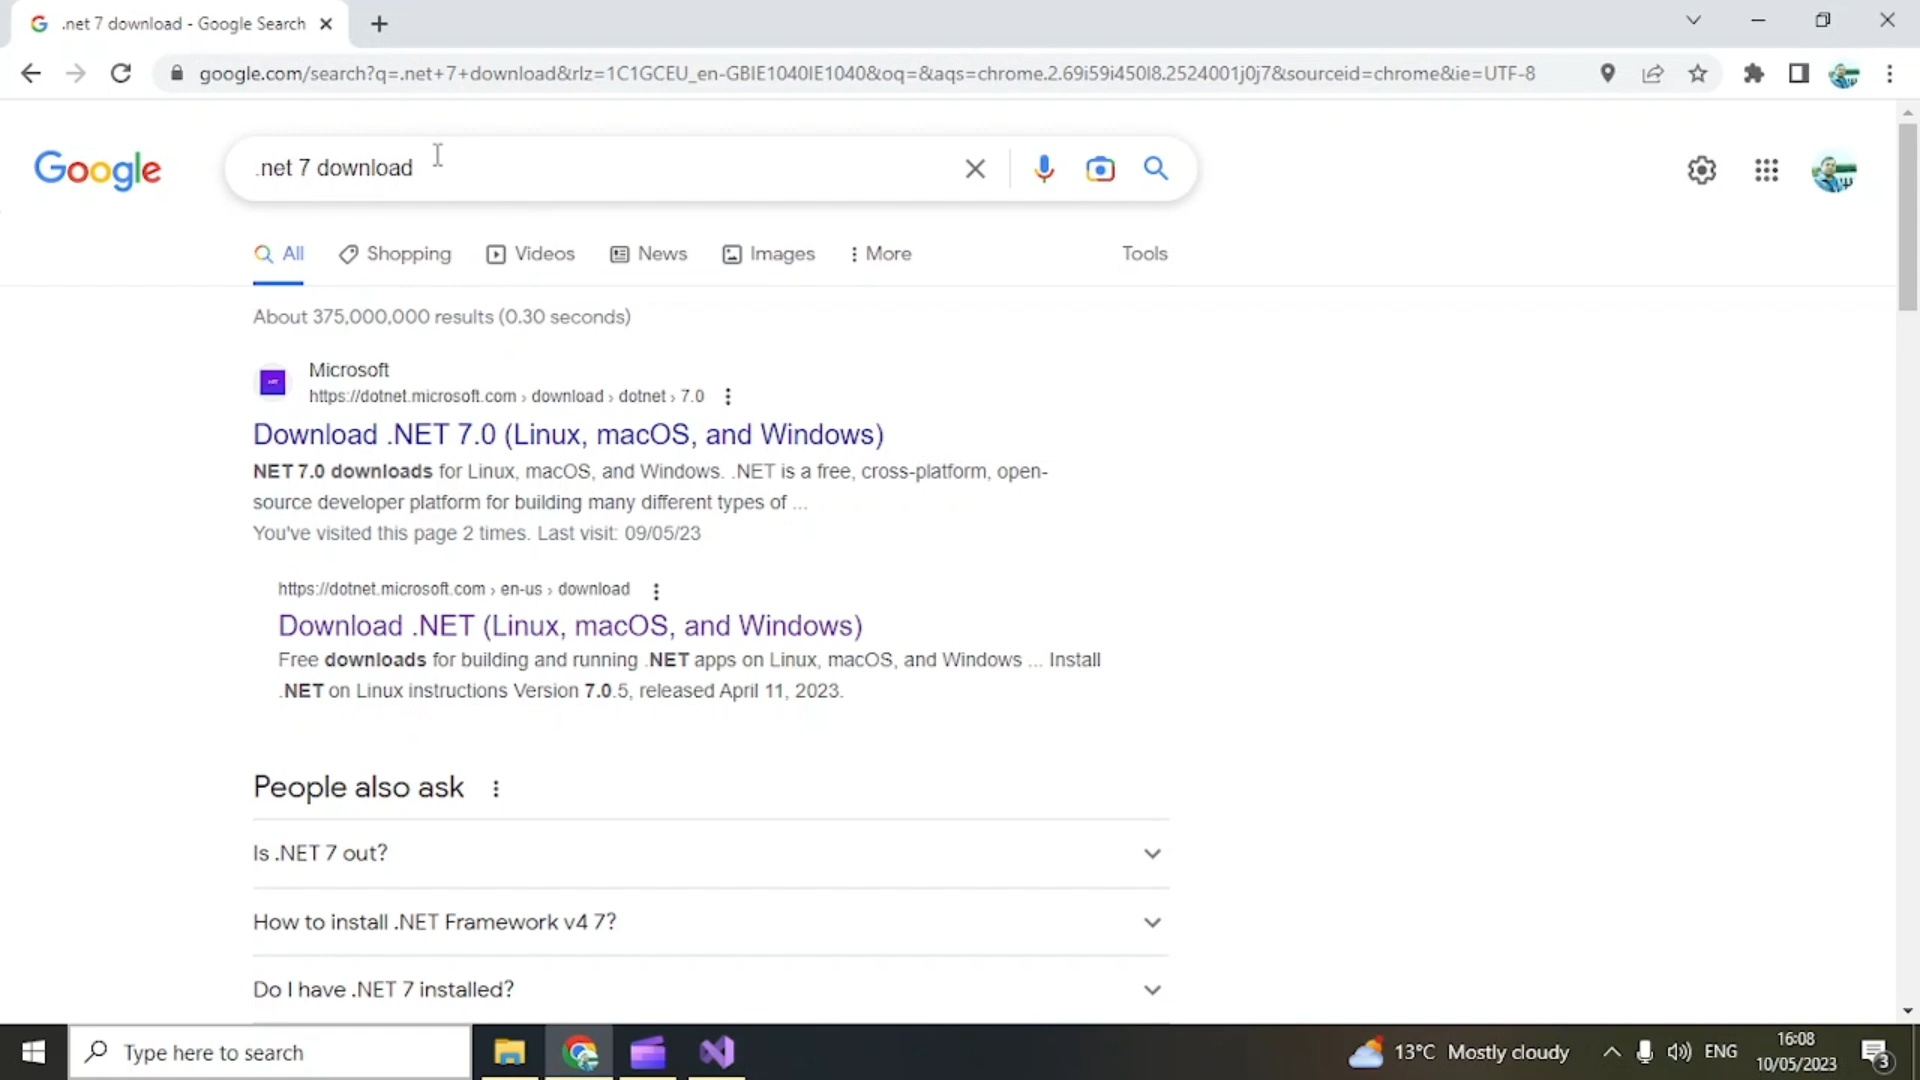 .net 7 download - Google Search
google.com/search?q=.net+7+download&rlz=1C1GCEU_en-GBIE1040IE1040&oq=&aqs=chrome.2.69i59i450l8.2524001j0j7&sourceid=chrome&ie=UTF-8
Google
.net 7 download
All Shopping Videos News Images More Tools
About 375,000,000 results (0.30 seconds)
Microsoft
https://dotnet.microsoft.com › download › dotnet › 7.0
Download .NET 7.0 (Linux, macOS, and Windows)
NET 7.0 downloads for Linux, macOS, and Windows. .NET is a free, cross-platform, open-
source developer platform for building many different types of ...
You've visited this page 2 times. Last visit: 09/05/23
https://dotnet.microsoft.com › en-us › download
Download .NET (Linux, macOS, and Windows)
Free downloads for building and running .NET apps on Linux, macOS, and Windows ... Install
.NET on Linux instructions Version 7.0.5, released April 11, 2023.
People also ask
Is .NET 7 out?
How to install .NET Framework v4 7?
Do I have .NET 7 installed?
Type here to search
13°C Mostly cloudy
ENG
16:08
10/05/2023
3